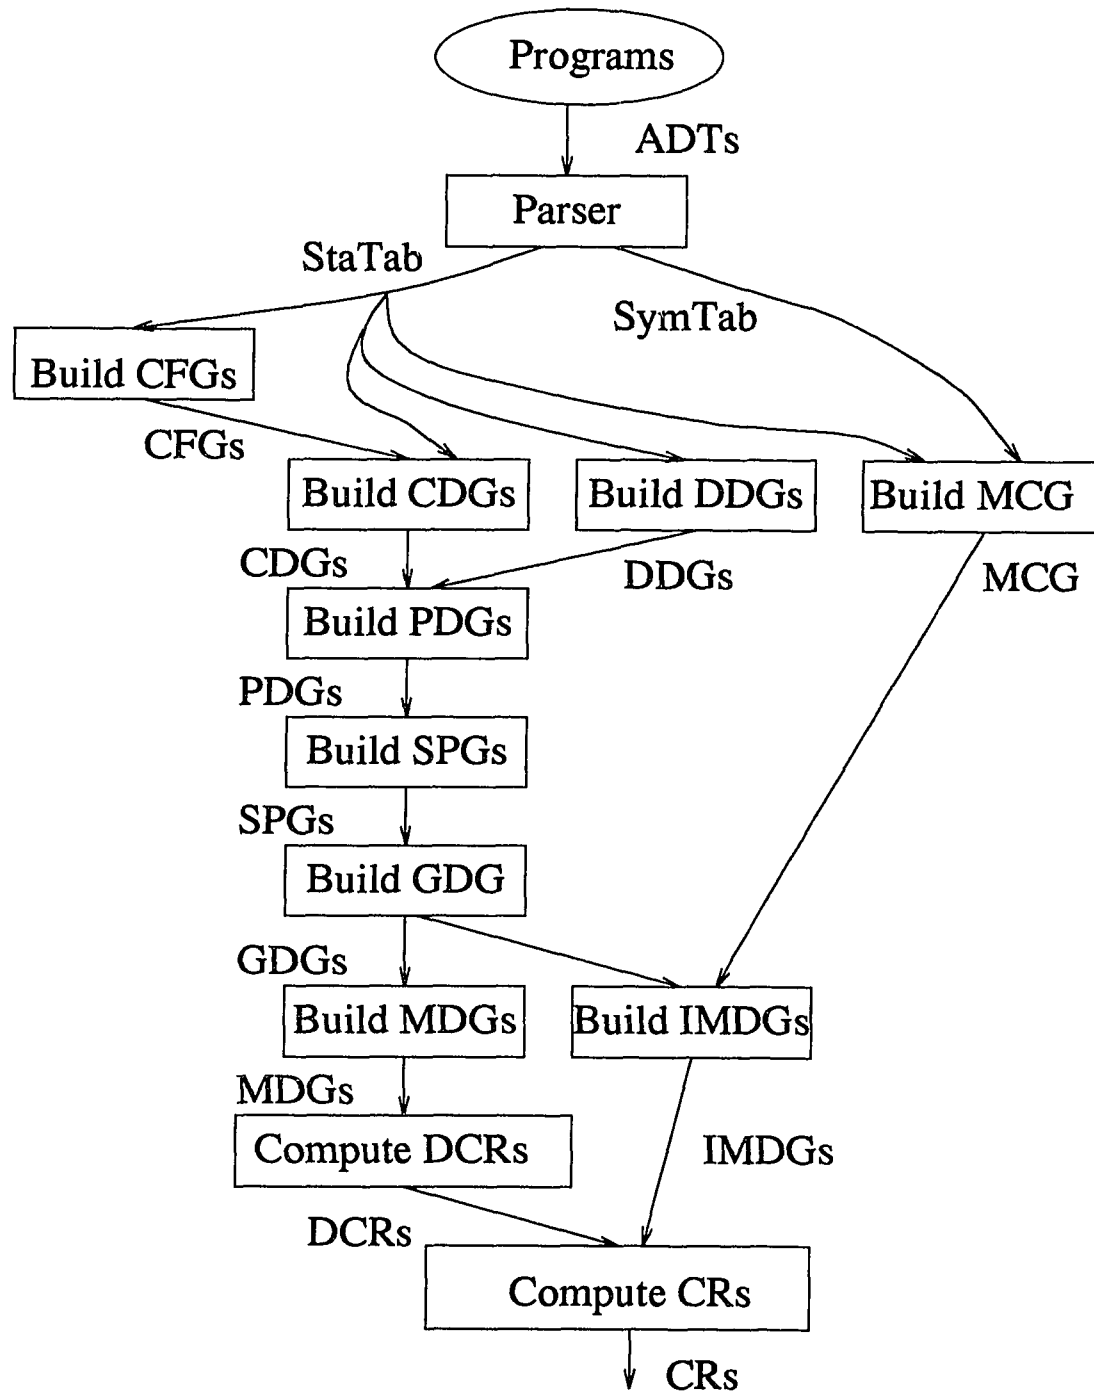 Programs
ADTs
Parser
StaTab
SymTab
Build CFGs
CFGs
Build CDGs
Build DDGs
Build MCG
CDGs
DDGs
MCG
Build PDGs
PDGs
Build SPGs
SPGs
Build GDG
GDGs
Build MDGs
Build IMDGs
MDGs
Compute DCRs
IMDGs
DCRs
Compute CRs
CRs